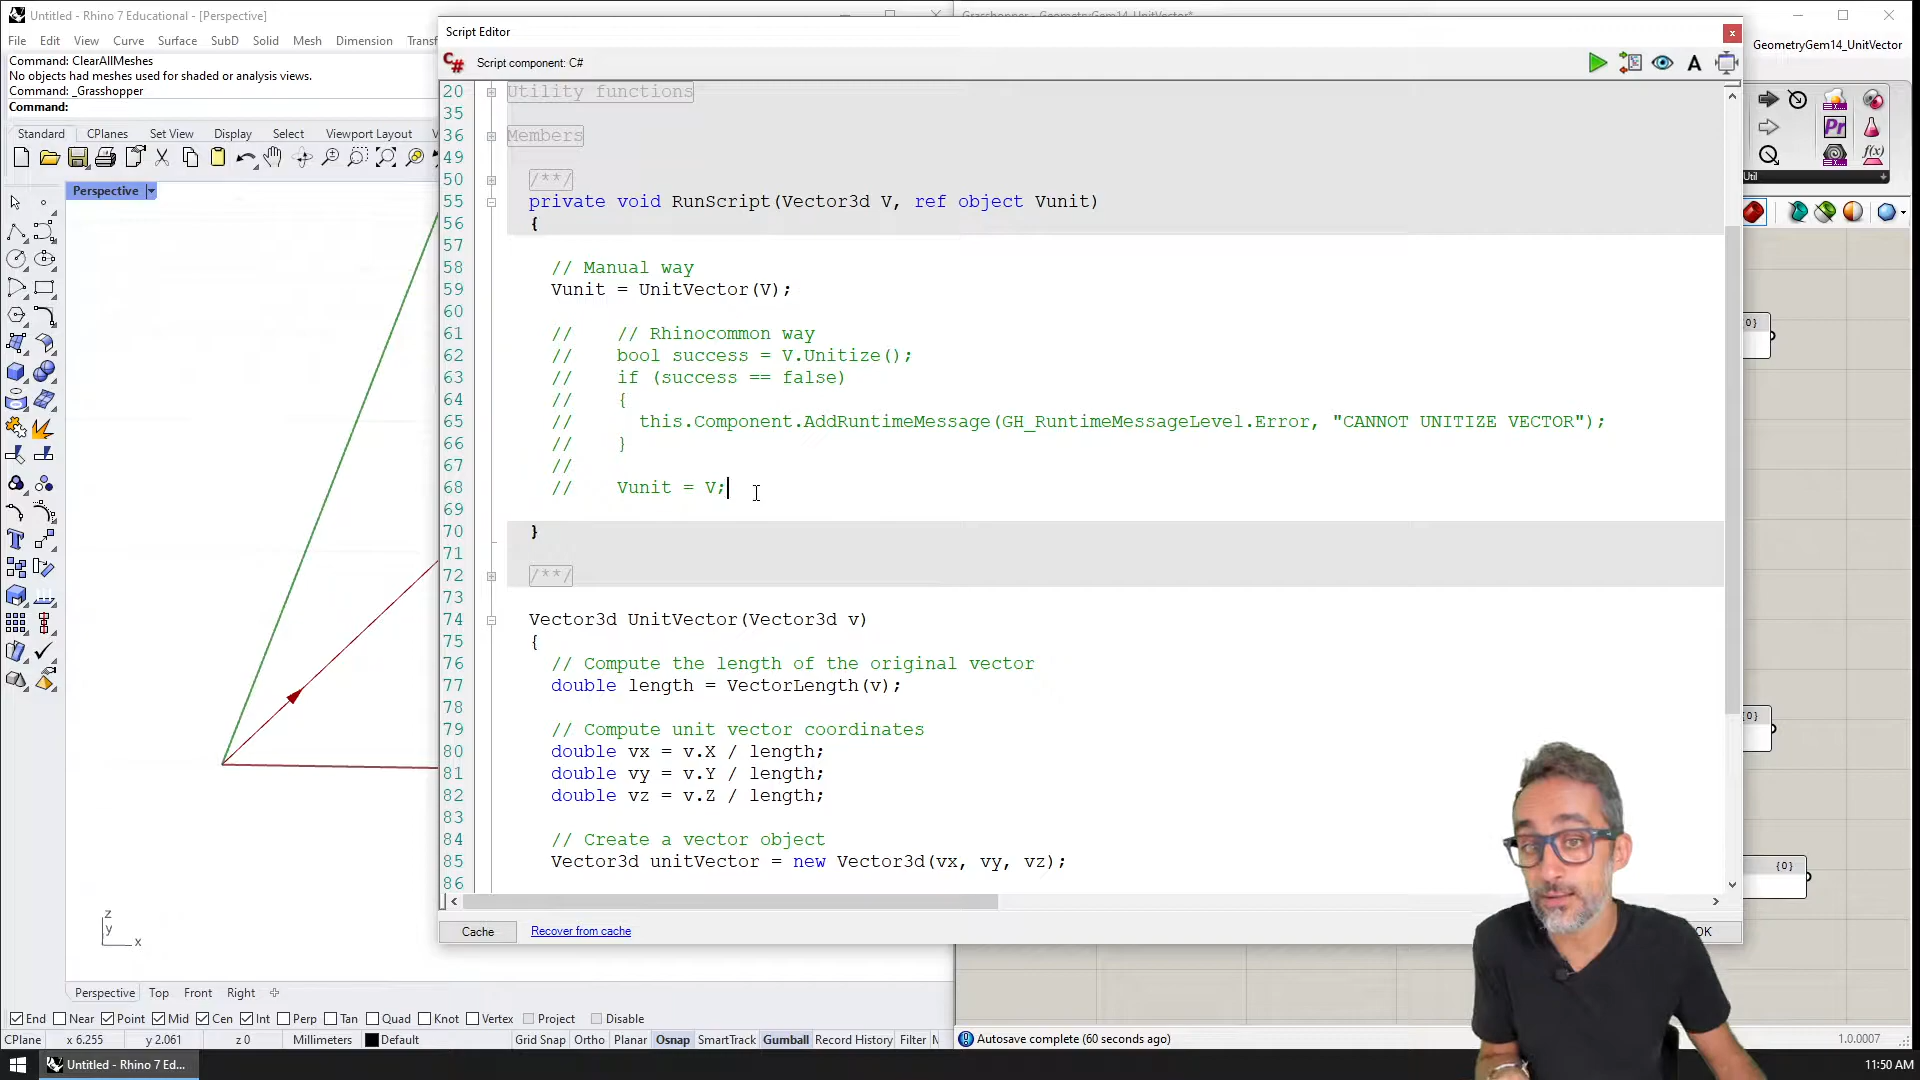 Untitled - Rhino 7 Educational - [Perspective]
File Edit View Curve Surface SubD Solid Mesh Dimension
Command: ClearAllMeshes
No objects had meshes used for shaded or analysis views.
Command: _Grasshopper
Command:
Standard CPlanes Set View Display Select Viewport Layout
Perspective
Script Editor
x
C# Script component: C#
A
GeometryGem14_UnitVector
Pr
f(x)
Util
20 Utility functions
35
36 Members
49
50 /**/
55 private void RunScript(Vector3d V, ref object Vunit)
56 {
57
58 // Manual way
59 Vunit = UnitVector(V);
60
61 // // Rhinocommon way
62 // bool success = V.Unitize();
63 // if (success == false)
64 // {
65 // this.Component.AddRuntimeMessage(GH_RuntimeMessageLevel.Error, "CANNOT UNITIZE VECTOR");
66 // }
67 //
68 // Vunit = V;
69
70 }
71
72 /**/
73
74 Vector3d UnitVector(Vector3d v)
75 {
76 // Compute the length of the original vector
77 double length = VectorLength(v);
78
79 // Compute unit vector coordinates
80 double vx = v.X / length;
81 double vy = v.Y / length;
82 double vz = v.Z / length;
83
84 // Create a vector object
85 Vector3d unitVector = new Vector3d(vx, vy, vz);
86
Cache Recover from cache OK
{0}
z
y
x
Perspective Top Front Right
End Near Point Mid Cen Int Perp Tan Quad Knot Vertex Project Disable
CPlane x 6.255 y 2.061 z 0 Millimeters Default Grid Snap Ortho Planar Osnap SmartTrack Gumball Record History Filter
Autosave complete (60 seconds ago)
1.0.0007
Untitled - Rhino 7 Ed...
11:50 AM